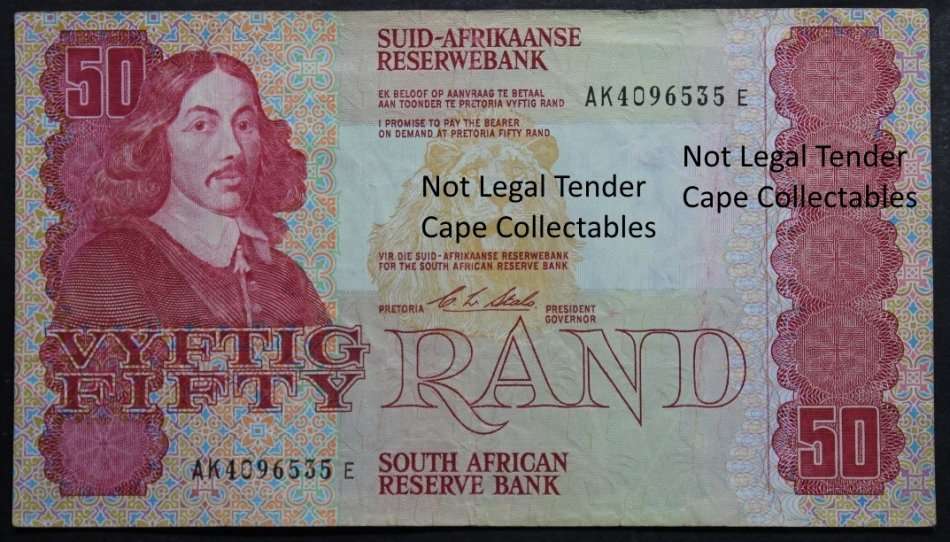 50
SUID-AFRIKAANSE
RESERWEBANK
EK BELOOF OP AANVRAAG TE BETAAL
AAN TOONDER TE PRETORIA VYFTIG RAND
AK4096535 E
I PROMISE TO PAY THE BEARER
ON DEMAND AT PRETORIA FIFTY RAND
Not Legal Tender
Cape Collectables
Not Legal Tender
Cape Collectables
VIR DIE SUID-AFRIKAANSE RESERWEBANK
FOR THE SOUTH AFRICAN RESERVE BANK
PRETORIA
PRESIDENT
GOVERNOR
VYFTIG
FIFTY
RAND
50
AK4096535 E
SOUTH AFRICAN
RESERVE BANK